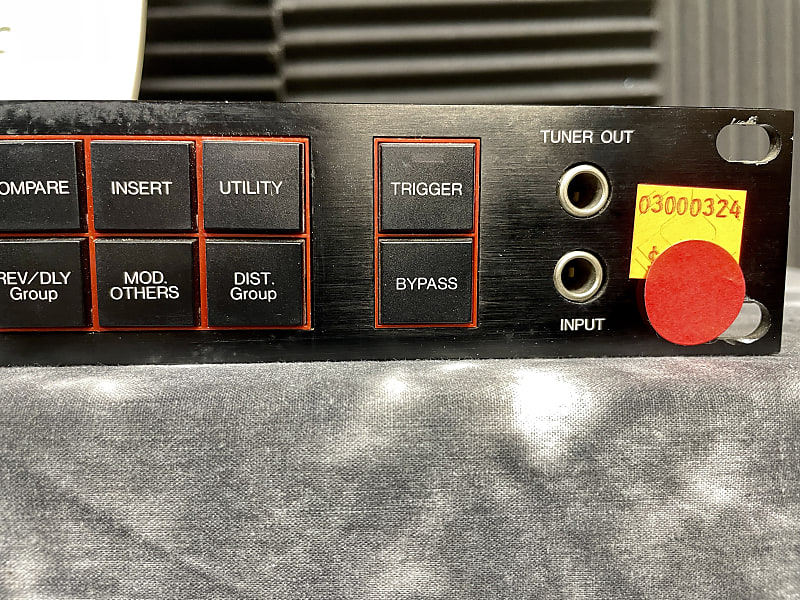 OMPARE
INSERT
UTILITY
TRIGGER
TUNER OUT
03000324
REV/DLY
Group
MOD.
OTHERS
DIST.
Group
BYPASS
INPUT